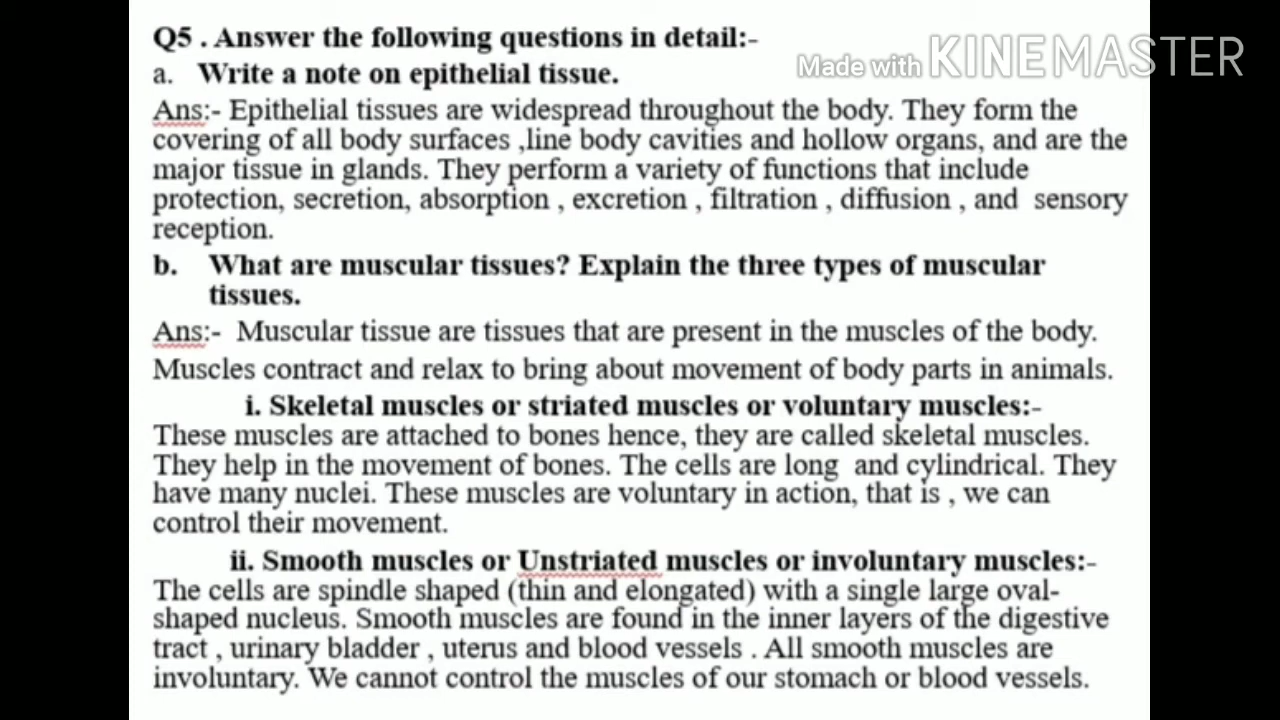 Q5 . Answer the following questions in detail:-
Made with KINEMASTER
a. Write a note on epithelial tissue.
Ans:- Epithelial tissues are widespread throughout the body. They form the
covering of all body surfaces ,line body cavities and hollow organs, and are the
major tissue in glands. They perform a variety of functions that include
protection, secretion, absorption , excretion , filtration , diffusion , and sensory
reception.
b. What are muscular tissues? Explain the three types of muscular
tissues.
Ans:- Muscular tissue are tissues that are present in the muscles of the body.
Muscles contract and relax to bring about movement of body parts in animals.
i. Skeletal muscles or striated muscles or voluntary muscles:-
These muscles are attached to bones hence, they are called skeletal muscles.
They help in the movement of bones. The cells are long and cylindrical. They
have many nuclei. These muscles are voluntary in action, that is , we can
control their movement.
ii. Smooth muscles or Unstriated muscles or involuntary muscles:-
The cells are spindle shaped (thin and elongated) with a single large oval-
shaped nucleus. Smooth muscles are found in the inner layers of the digestive
tract , urinary bladder , uterus and blood vessels . All smooth muscles are
involuntary. We cannot control the muscles of our stomach or blood vessels.